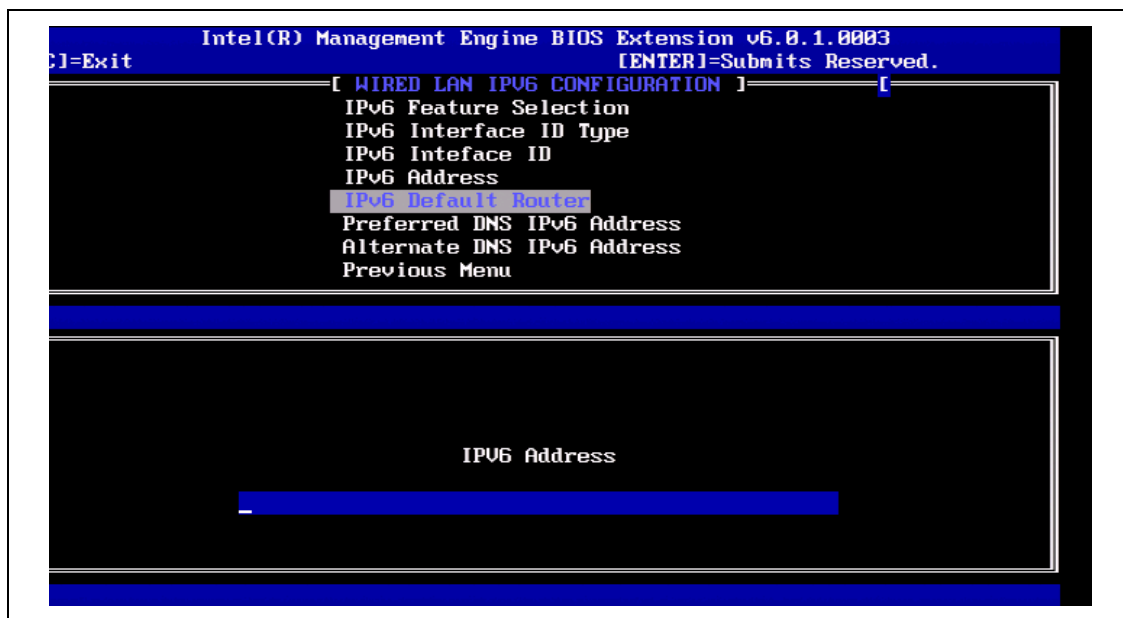 Intel(R) Management Engine BIOS Extension v6.0.1.0003
C]=Exit [ENTER]=Submits Reserved.
[ WIRED LAN IPV6 CONFIGURATION ] [
IPv6 Feature Selection
IPv6 Interface ID Type
IPv6 Inteface ID
IPv6 Address
IPv6 Default Router
Preferred DNS IPv6 Address
Alternate DNS IPv6 Address
Previous Menu
IPV6 Address